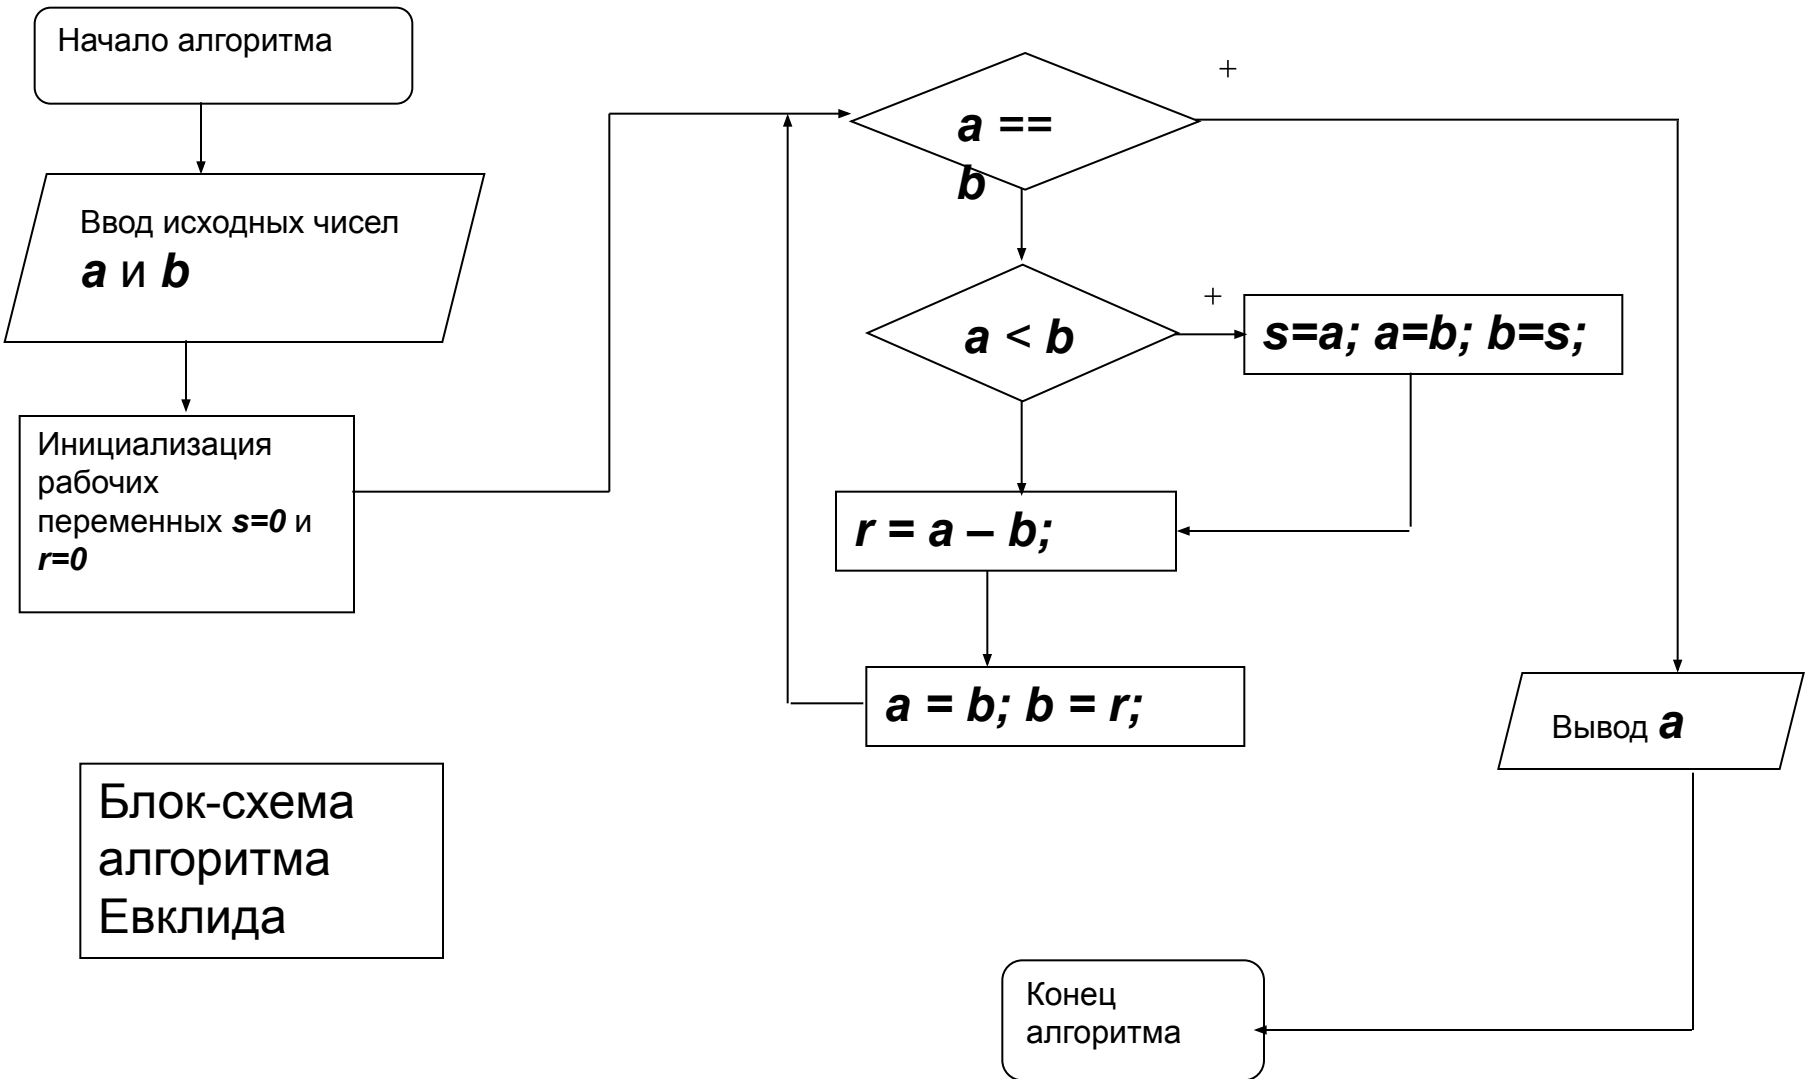 Начало алгоритма
Ввод исходных чисел
a и b
Инициализация
рабочих
переменных s=0 и
r=0
+
a ==
b
a < b
+
s=a; a=b; b=s;
r = a – b;
a = b; b = r;
Вывод a
Блок-схема
алгоритма
Евклида
Конец
алгоритма